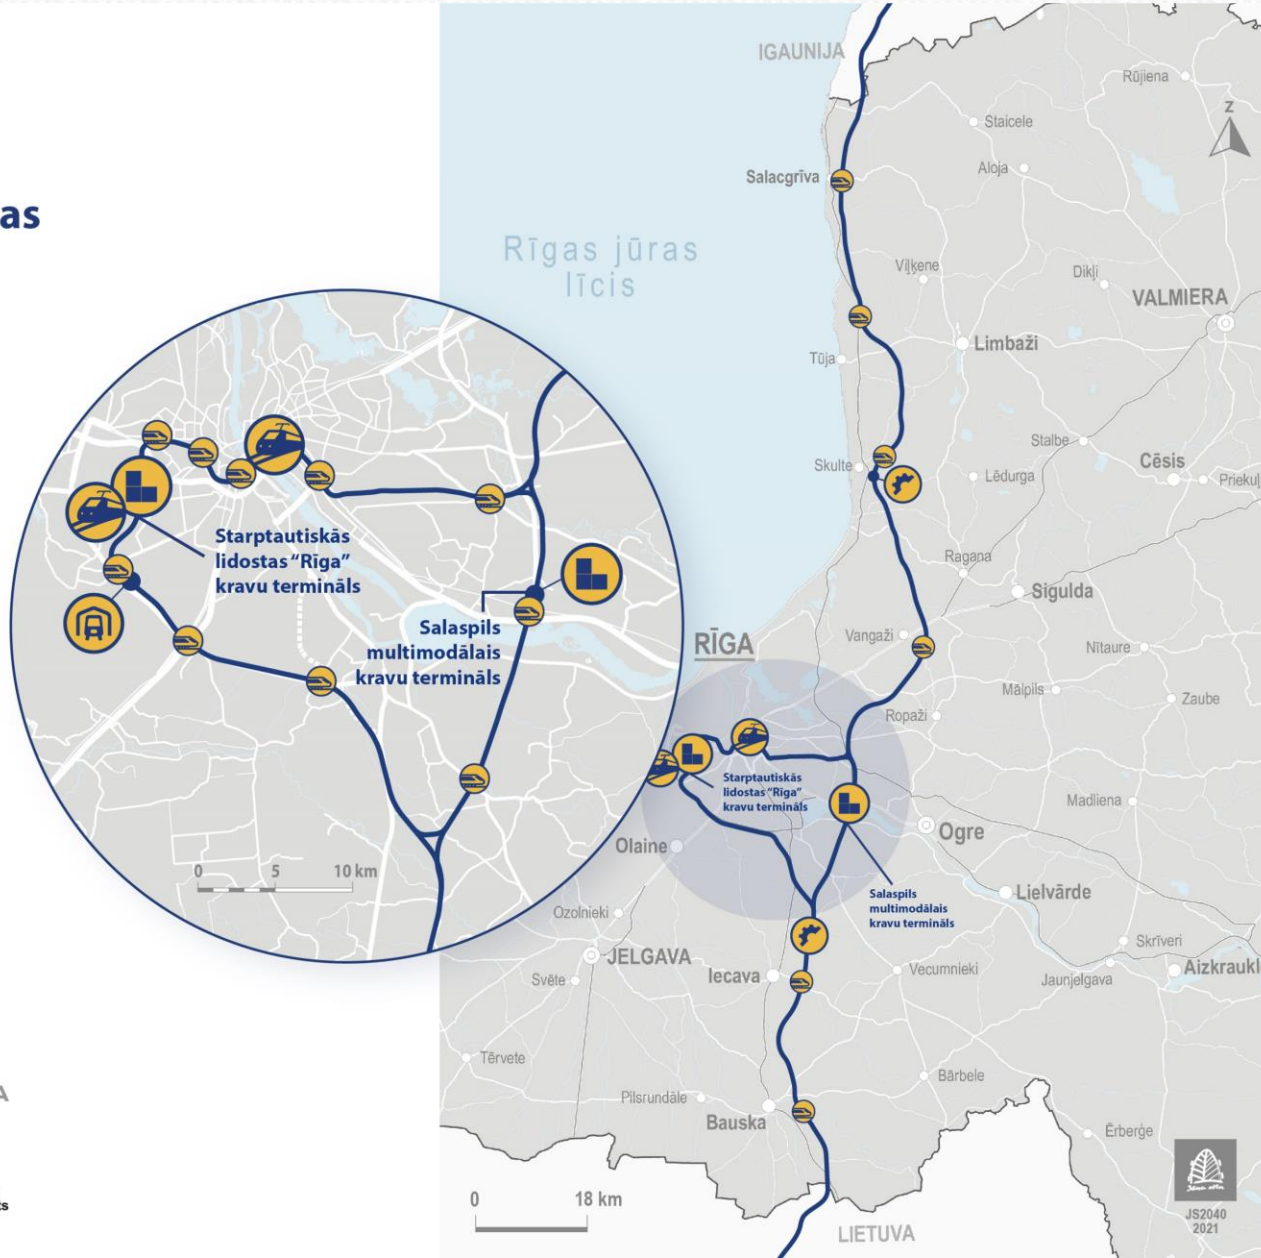 as
IGAUNIJA
Rūjiena
Z
Staicele
Aloja
Salacgrīva
Rīgas jūras
līcis
Viļķene
Dikļi
VALMIERA
Limbaži
Tūja
Stalbe
Cēsis
Skulte
Lēdurga
Priekuļ
Ragana
Sigulda
Vangaži
Nītaure
RĪGA
Mālpils
Zaube
Ropaži
Starptautiskās
lidostas “Rīga”
kravu termināls
Salaspils
multimodālais
kravu termināls
0 5 10 km
Starptautiskās
lidostas “Rīga”
kravu termināls
Madliena
Olaine
Ogre
Salaspils
multimodālais
kravu termināls
Lielvārde
Ozolnieki
Skrīveri
JELGAVA
Iecava
Vecumnieki
Aizkraukl
Svēte
Jaunjelgava
Tērvete
Bārbele
A
Pilsrundāle
Bauska
Ērberģe
0 18 km
ts
LIETUVA
JS2040
2021